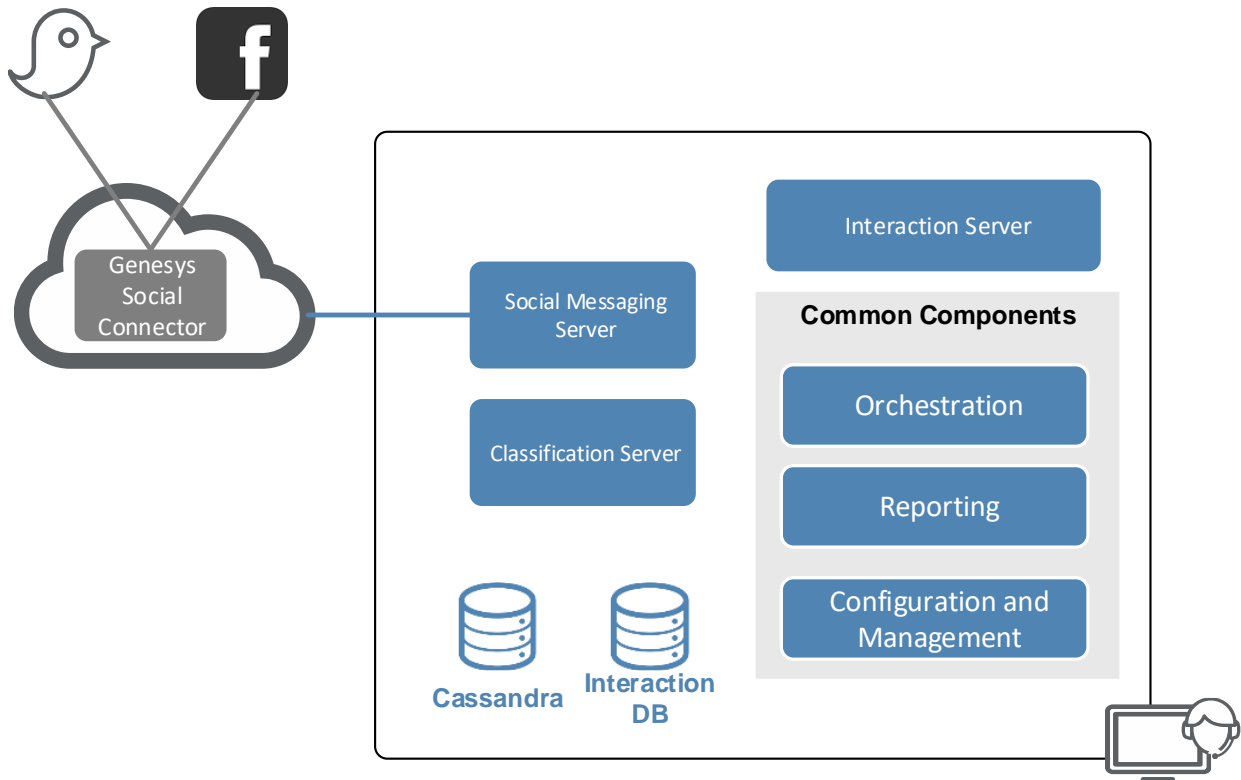 f
Genesys
Social
Connector
Social Messaging
Server
Classification Server
Cassandra
Interaction
DB
Interaction Server
Common Components
Orchestration
Reporting
Configuration and
Management